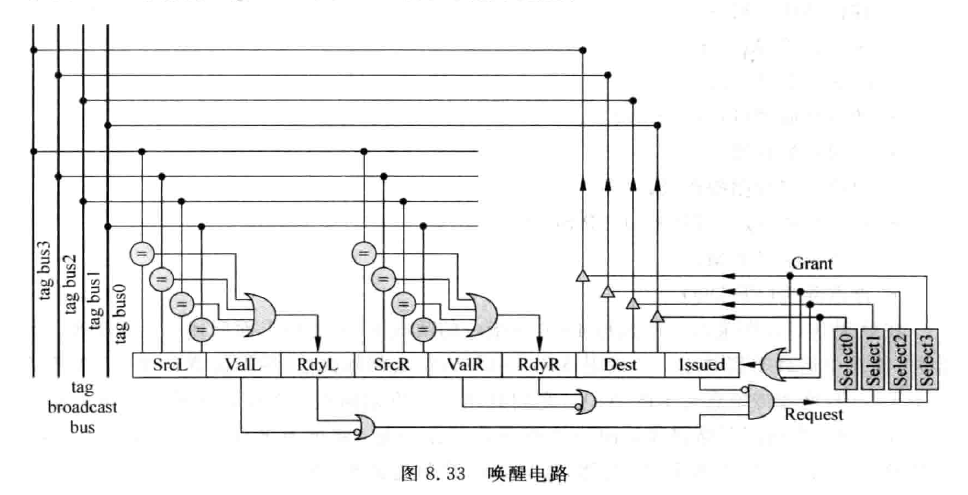 tag bus3
tag bus2
tag bus1
tag bus0
tag
broadcast
bus
=
=
=
=
=
=
=
=
Grant
SrcL ValL RdyL SrcR ValR RdyR Dest Issued
Select0
Select1
Select2
Select3
Request
图 8.33 唤醒电路